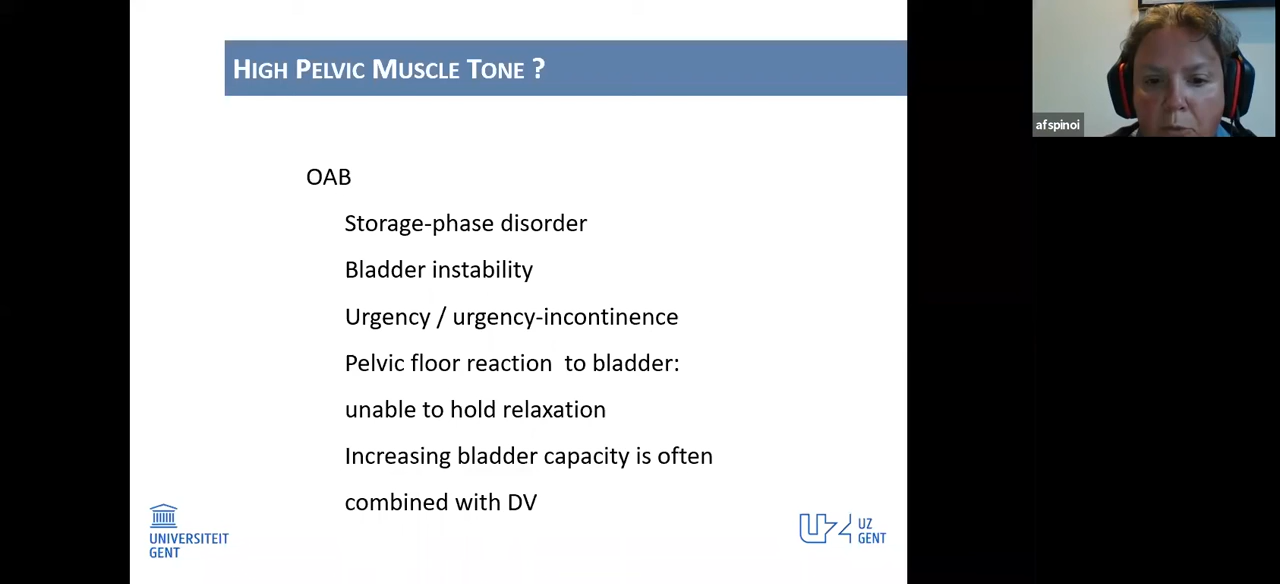 HIGH PELVIC MUSCLE TONE ?
afspinoi
OAB
Storage-phase disorder
Bladder instability
Urgency / urgency-incontinence
Pelvic floor reaction  to bladder:
unable to hold relaxation
Increasing bladder capacity is often
combined with DV
UNIVERSITEIT
GENT
UZ
GENT